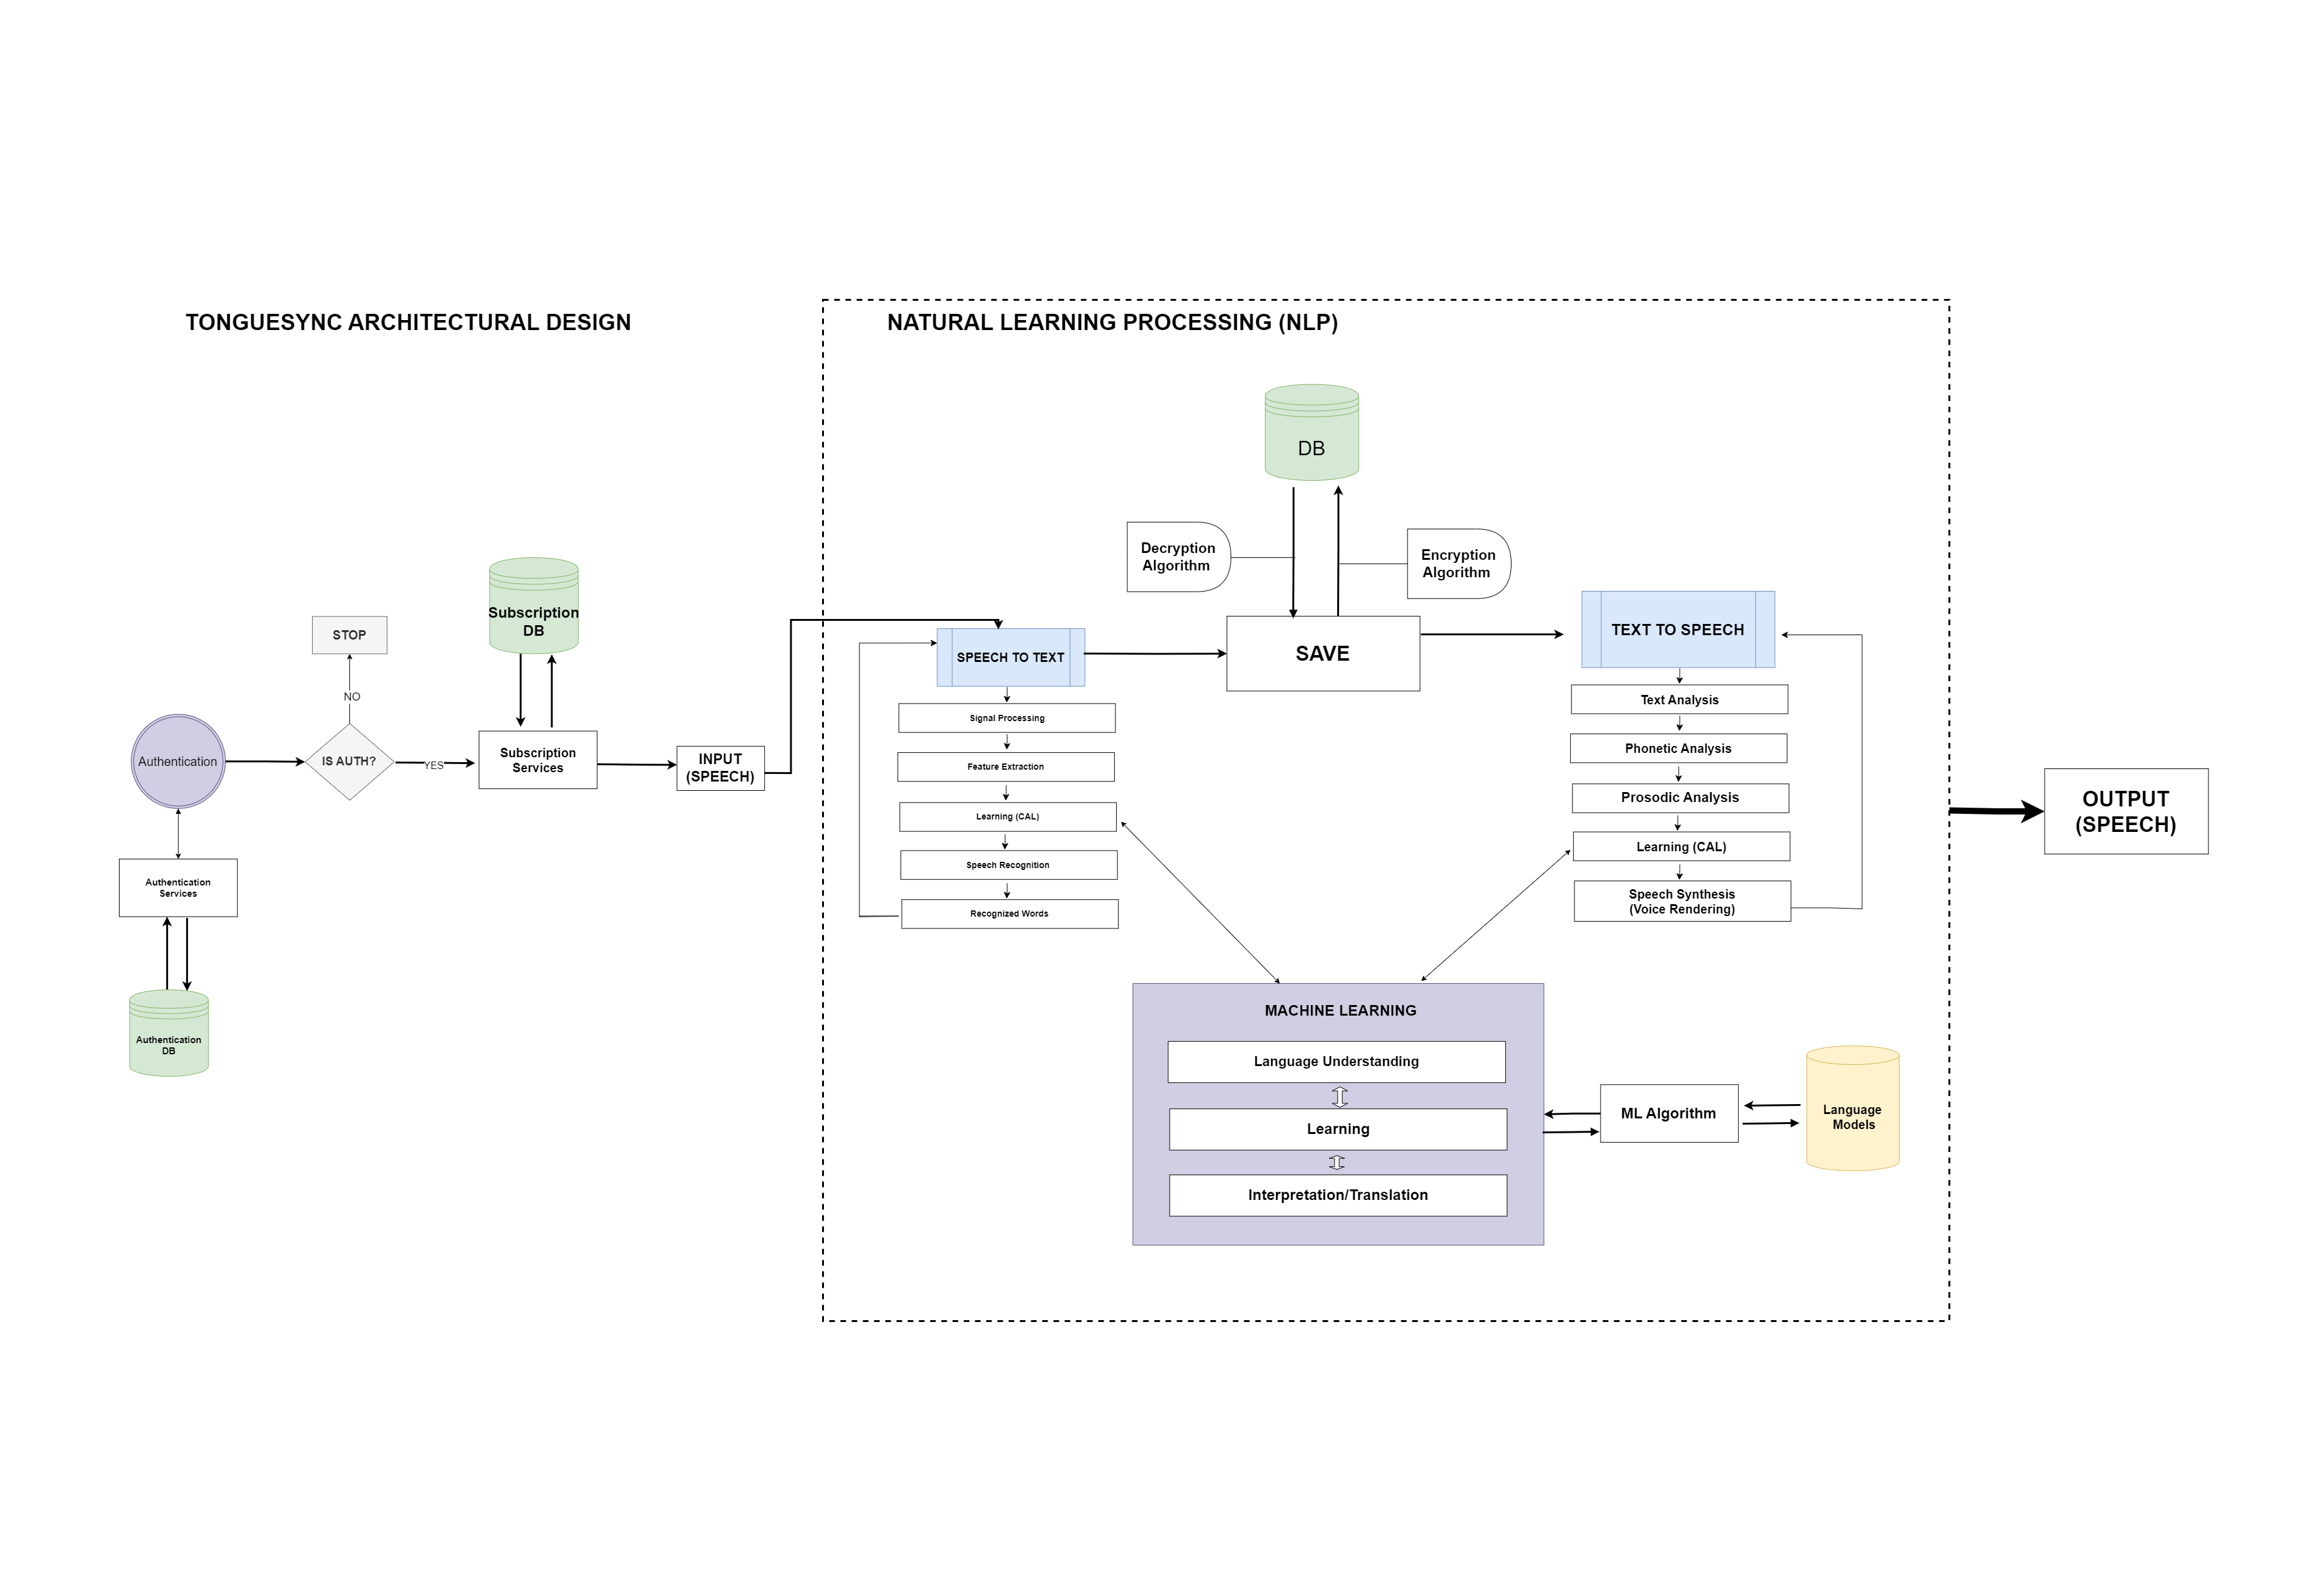 TONGUESYNC ARCHITECTURAL DESIGN
NATURAL LEARNING PROCESSING (NLP)
Authentication
Authentication
Services
Authentication
DB
IS AUTH?
NO
STOP
YES
Subscription
DB
Subscription
Services
INPUT
(SPEECH)
SPEECH TO TEXT
Signal Processing
Feature Extraction
Learning (CAL)
Speech Recognition
Recognized Words
DB
Decryption
Algorithm
Encryption
Algorithm
SAVE
TEXT TO SPEECH
Text Analysis
Phonetic Analysis
Prosodic Analysis
Learning (CAL)
Speech Synthesis
(Voice Rendering)
MACHINE LEARNING
Language Understanding
Learning
Interpretation/Translation
ML Algorithm
Language
Models
OUTPUT
(SPEECH)